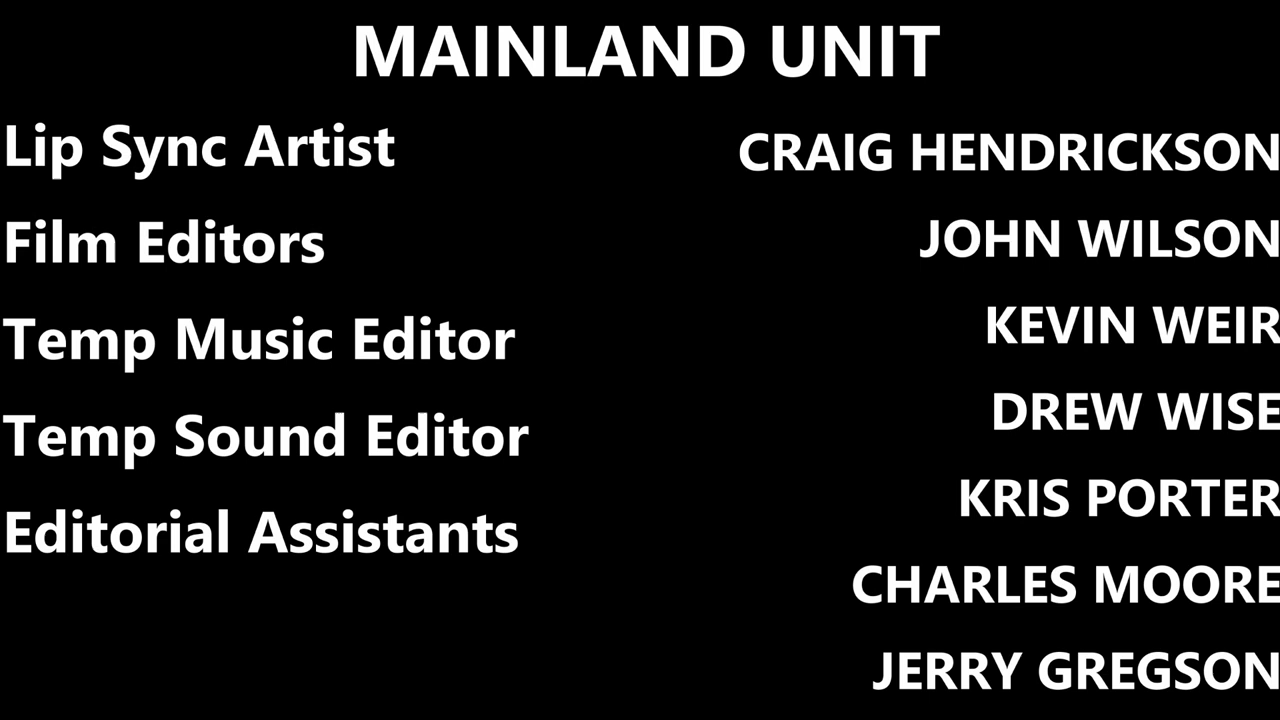 MAINLAND UNIT
Lip Sync Artist
Film Editors
Temp Music Editor
Temp Sound Editor
Editorial Assistants
CRAIG HENDRICKSON
JOHN WILSON
KEVIN WEIR
DREW WISE
KRIS PORTER
CHARLES MOORE
JERRY GREGSON